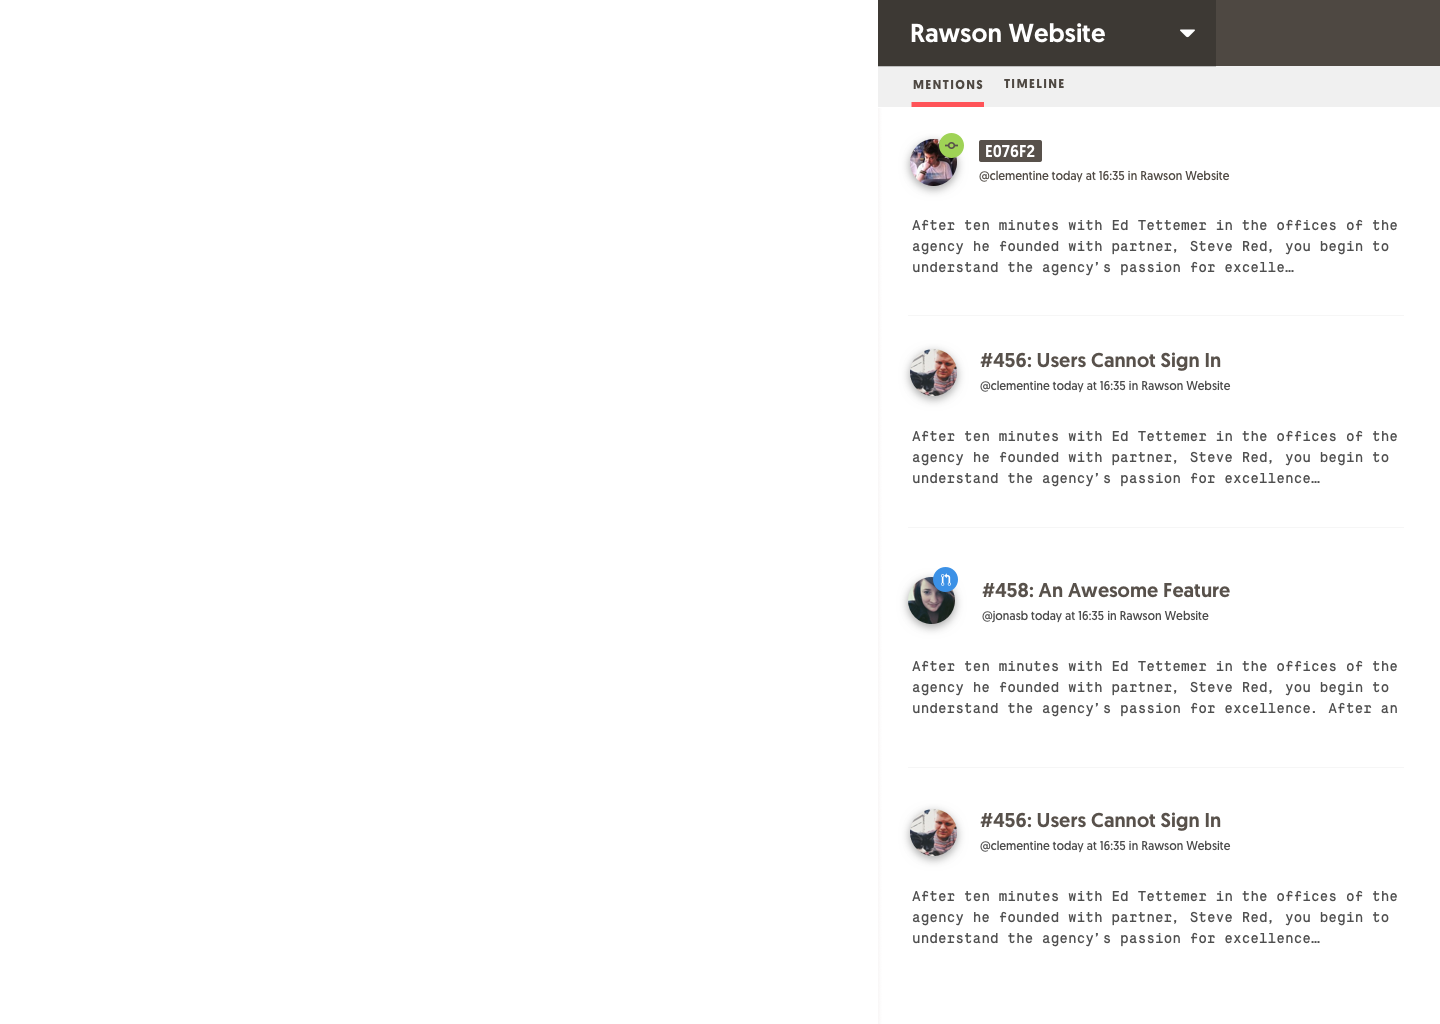 Rawson Website
MENTIONS TIMELINE
E076F2
@clementine today at 16:35 in Rawson Website
After ten minutes with Ed Tettemer in the offices of the
agency he founded with partner, Steve Red, you begin to
understand the agency’s passion for excelle…
#456: Users Cannot Sign In
@clementine today at 16:35 in Rawson Website
After ten minutes with Ed Tettemer in the offices of the
agency he founded with partner, Steve Red, you begin to
understand the agency’s passion for excellence…
#458: An Awesome Feature
@jonasb today at 16:35 in Rawson Website
After ten minutes with Ed Tettemer in the offices of the
agency he founded with partner, Steve Red, you begin to
understand the agency’s passion for excellence. After an
#456: Users Cannot Sign In
@clementine today at 16:35 in Rawson Website
After ten minutes with Ed Tettemer in the offices of the
agency he founded with partner, Steve Red, you begin to
understand the agency’s passion for excellence…